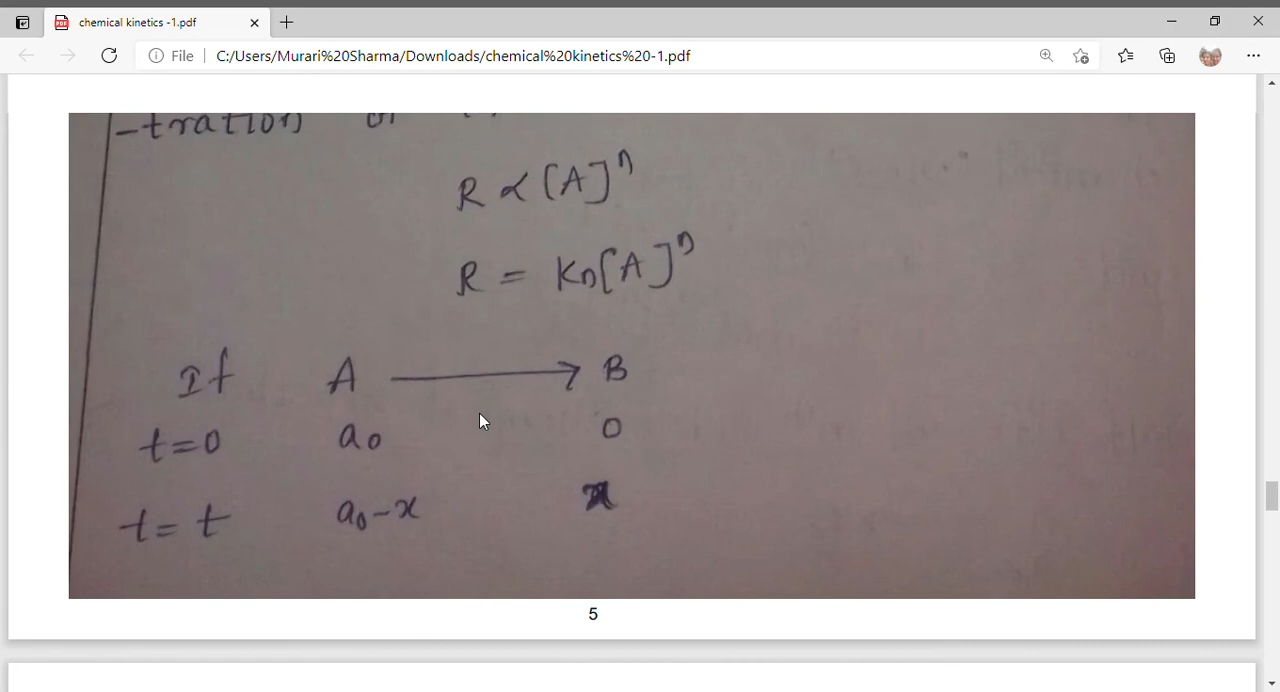 chemical kinetics -1.pdf
File | C:/Users/Murari%20Sharma/Downloads/chemical%20kinetics%20-1.pdf
-tration of
R ∝ [A]ⁿ
R = Kn[A]ⁿ
If A ⟶ B
t=0 a₀ 0
t=t a₀-x x
5